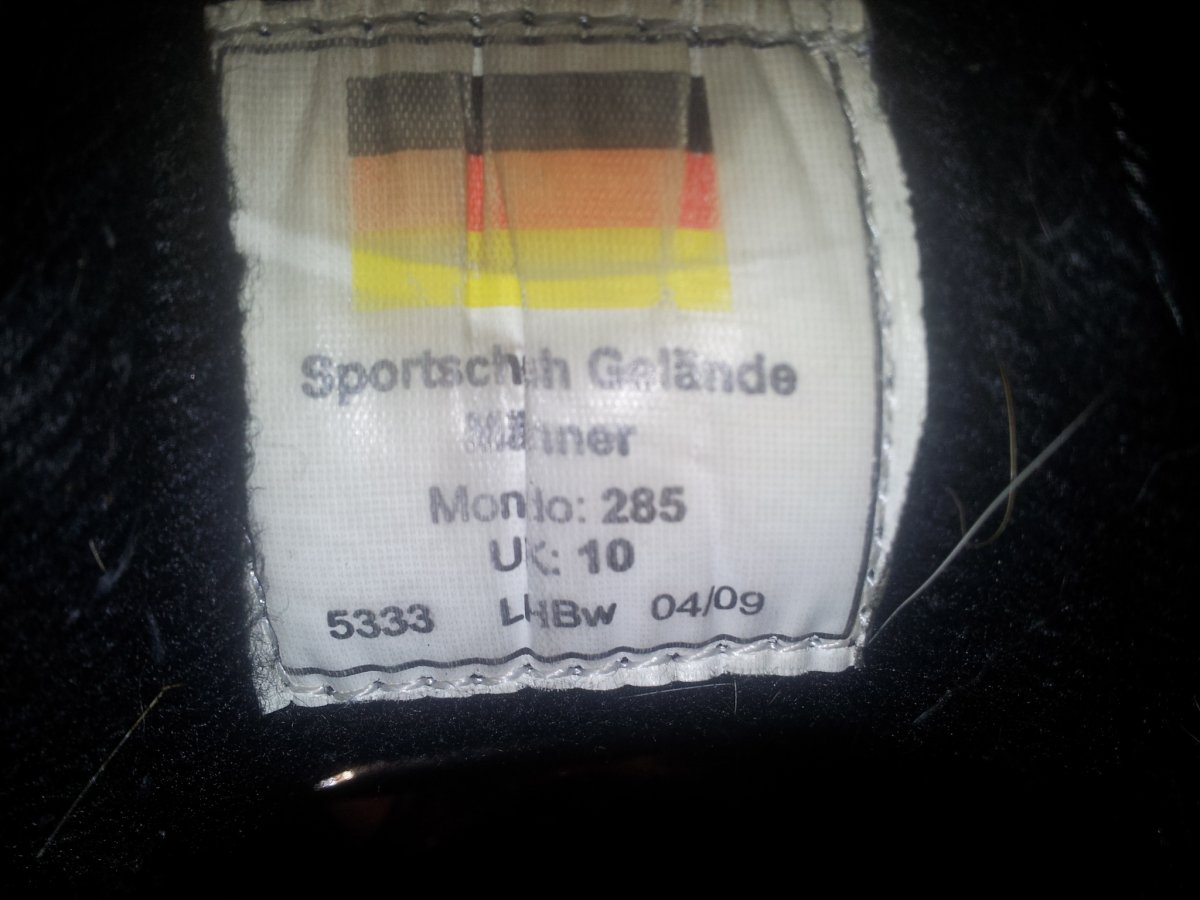 Sportschuh Gelände
Männer
Mondo: 285
UK: 10
5333 LHBw 04/09